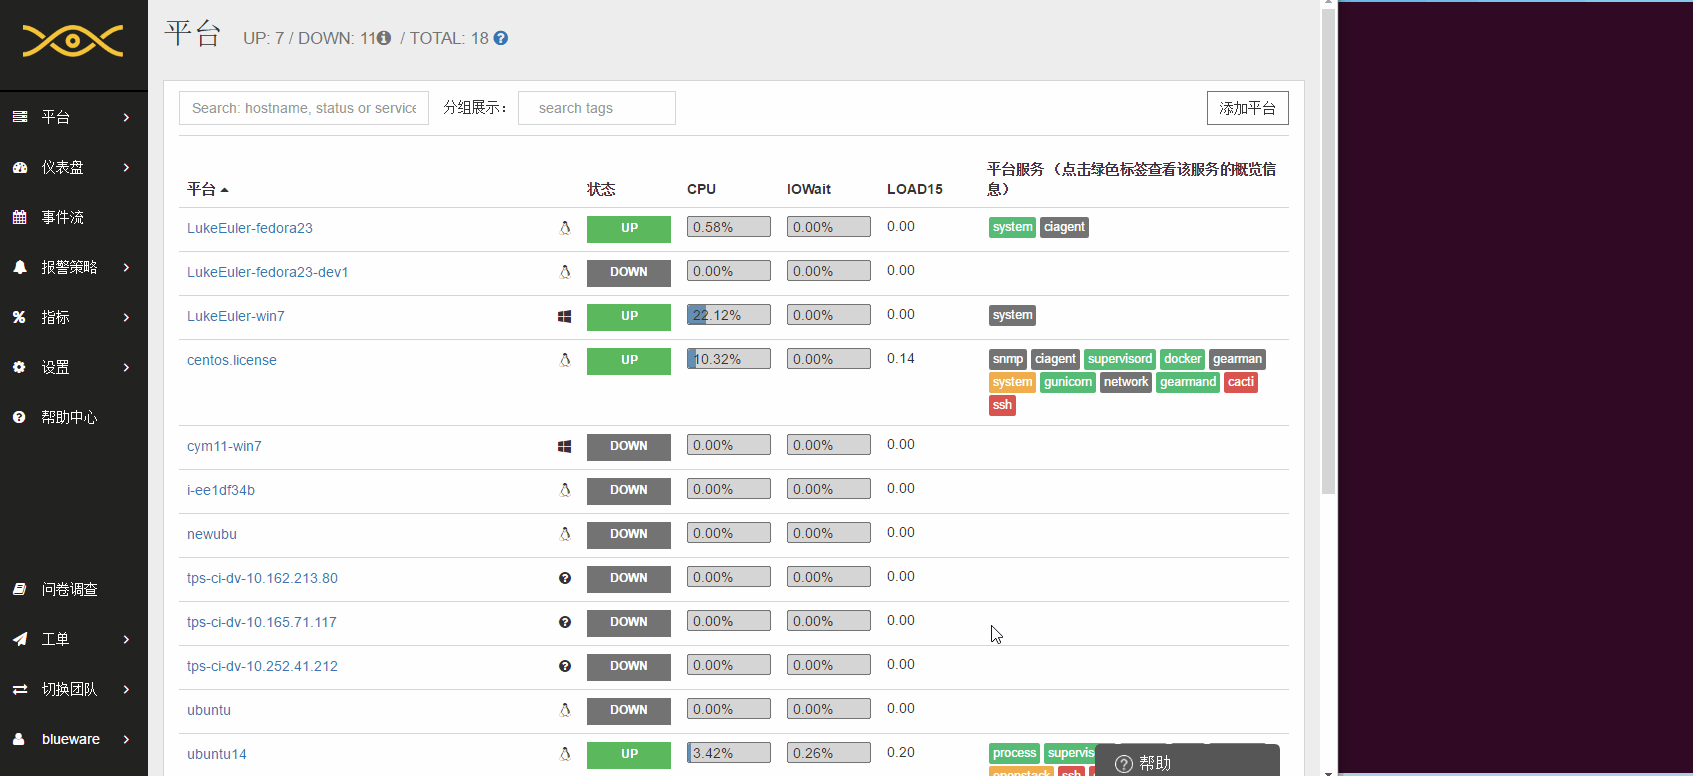 平台 UP: 7 / DOWN: 11 / TOTAL: 18
Search: hostname, status or service 分组展示： search tags 添加平台
平台服务 （点击绿色标签查看该服务的概览信
平台 状态 CPU IOWait LOAD15 息）
LukeEuler-fedora23 UP 0.58% 0.00% 0.00 system ciagent
LukeEuler-fedora23-dev1 DOWN 0.00% 0.00% 0.00
LukeEuler-win7 UP 22.12% 0.00% 0.00 system
centos.license UP 10.32% 0.00% 0.14 snmp ciagent supervisord docker gearman
system gunicorn network gearmand cacti
ssh
cym11-win7 DOWN 0.00% 0.00% 0.00
i-ee1df34b DOWN 0.00% 0.00% 0.00
newubu DOWN 0.00% 0.00% 0.00
tps-ci-dv-10.162.213.80 DOWN 0.00% 0.00% 0.00
tps-ci-dv-10.165.71.117 DOWN 0.00% 0.00% 0.00
tps-ci-dv-10.252.41.212 DOWN 0.00% 0.00% 0.00
ubuntu DOWN 0.00% 0.00% 0.00
ubuntu14 UP 3.42% 0.26% 0.20 process
openstack ssh
帮助
平台
仪表盘
事件流
报警策略
指标
设置
帮助中心
问卷调查
工单
切换团队
blueware